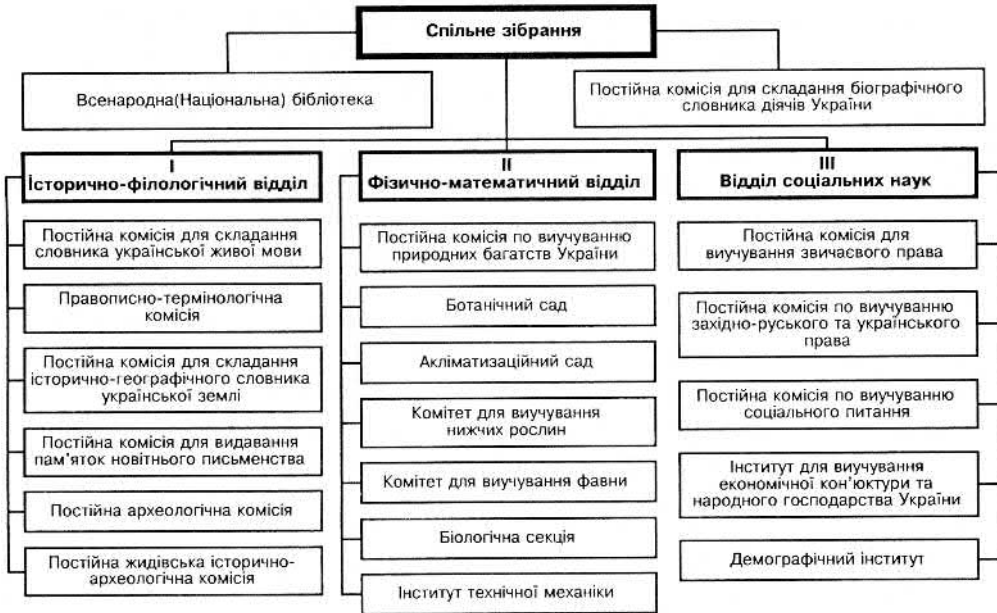 Спільне зібрання
Всенародна(Національна) бібліотека
Постійна комісія для складання біографічного
словника діячів України
I
Історично-філологічний відділ
Постійна комісія для складання
словника української живої мови
Правописно-термінологічна
комісія
Постійна комісія для складання
історично-географічного словника
української землі
Постійна комісія для видавання
пам'яток новітнього письменства
Постійна археологічна комісія
Постійна жидівська історично-
археологічна комісія
II
Фізично-математичний відділ
Постійна комісія по виучуванню
природних багатств України
Ботанічний сад
Акліматизаційний сад
Комітет для виучування
нижчих рослин
Комітет для виучування фавни
Біологічна секція
Інститут технічної механіки
III
Відділ соціальних наук
Постійна комісія для
виучування звичаєвого права
Постійна комісія по виучуванню
західно-руського та українського
права
Постійна комісія по виучуванню
соціального питання
Інститут для виучування
економічної кон'юктури та
народного господарства України
Демографічний інститут